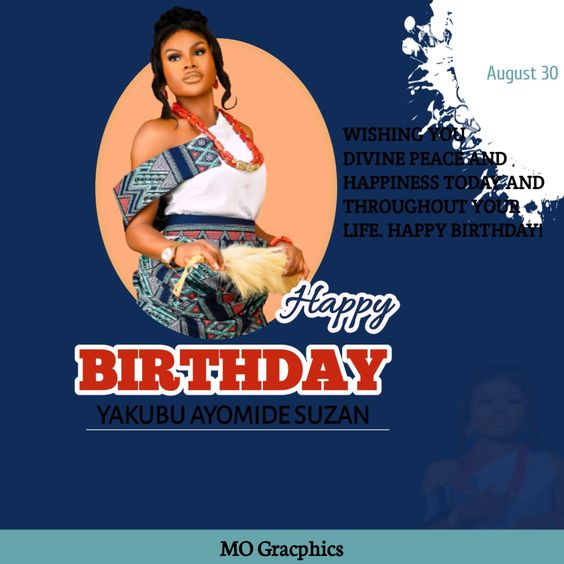 August 30
WISHING YOU
DIVINE PEACE AND
HAPPINESS TODAY AND
THROUGHOUT YOUR
LIFE. HAPPY BIRTHDAY!
Happy
BIRTHDAY
YAKUBU AYOMIDE SUZAN
MO Gracphics